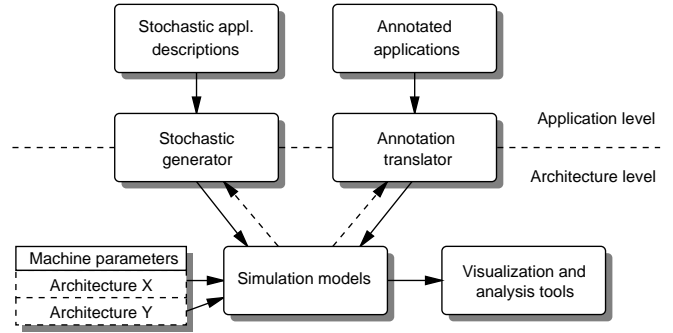 Stochastic appl.
descriptions
Annotated
applications
Stochastic
generator
Annotation
translator
Application level
Architecture level
Machine parameters
Architecture X
Architecture Y
Simulation models
Visualization and
analysis tools